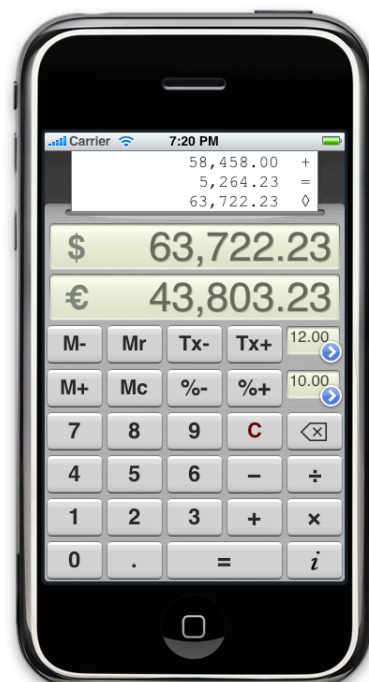 Carrier 7:20 PM
58,458.00 +
5,264.23 =
63,722.23 ◊
$ 63,722.23
€ 43,803.23
M- Mr Tx- Tx+ 12.00
M+ Mc %- %+ 10.00
7 8 9 C
4 5 6 – ÷
1 2 3 + ×
0 . = i